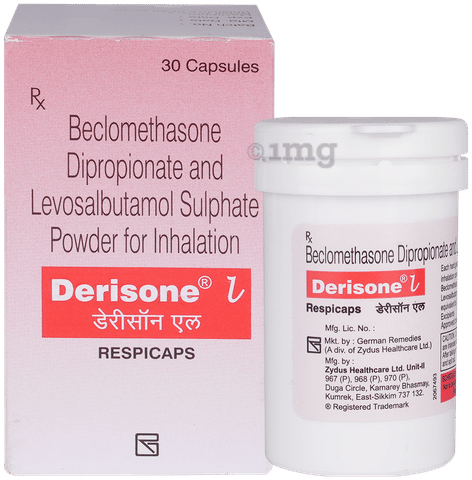 30 Capsules
Rx
Beclomethasone
Dipropionate and
Levosalbutamol Sulphate
Powder for Inhalation
Derisone® l
डेरीसॉन एल
RESPICAPS
1mg
Rx
Beclomethasone Dipropionate and
Derisone® l
Respicaps डेरीसॉन एल
Mfg. Lic. No. :
Mkt. by : German Remedies
(A div. of Zydus Healthcare Ltd.)
Mfg. by :
Zydus Healthcare Ltd. Unit-II
967 (P), 968 (P), 970 (P),
Duga Circle, Kamarey Bhasmay,
Kumrek, East-Sikkim 737 132.
® Registered Trademark